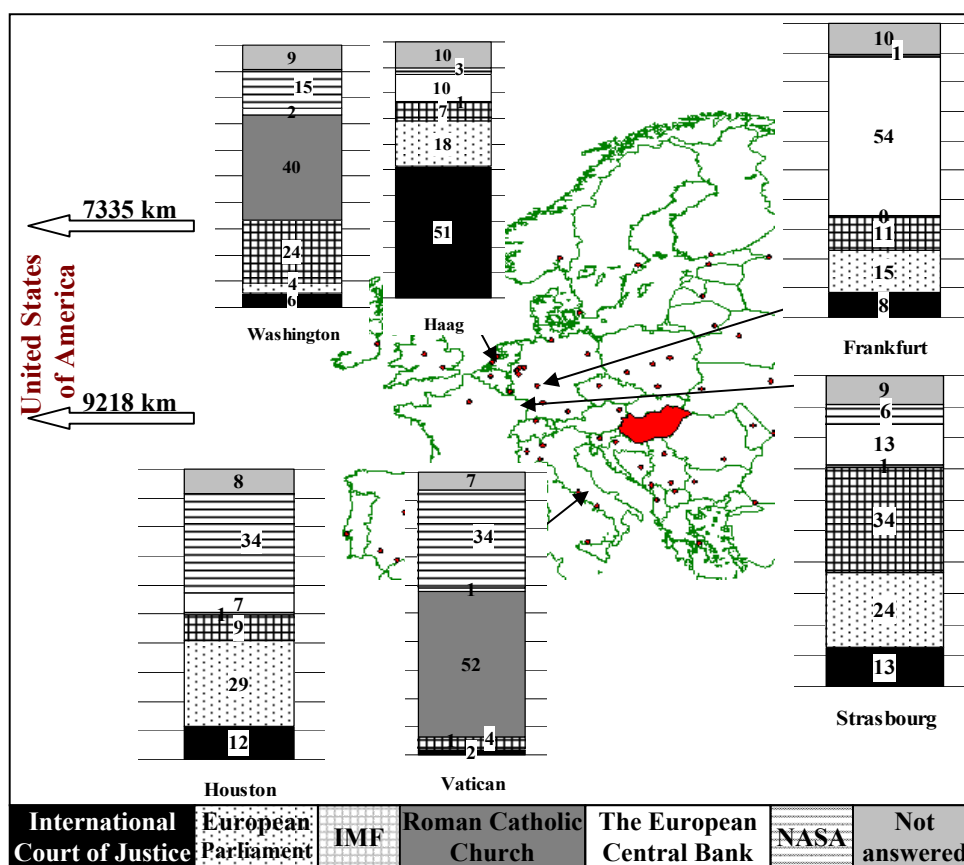 9
15
2
40
24
4
6
Washington
10
3
10
1
7
18
51
Haag
10
1
54
0
11
15
8
Frankfurt
7335 km
United States
of America
9218 km
9
6
13
1
34
24
13
Strasbourg
8
34
7
1
9
29
12
Houston
7
34
1
52
1
4
2
Vatican
International
Court of Justice
European
Parliament
IMF
Roman Catholic
Church
The European
Central Bank
NASA
Not
answered